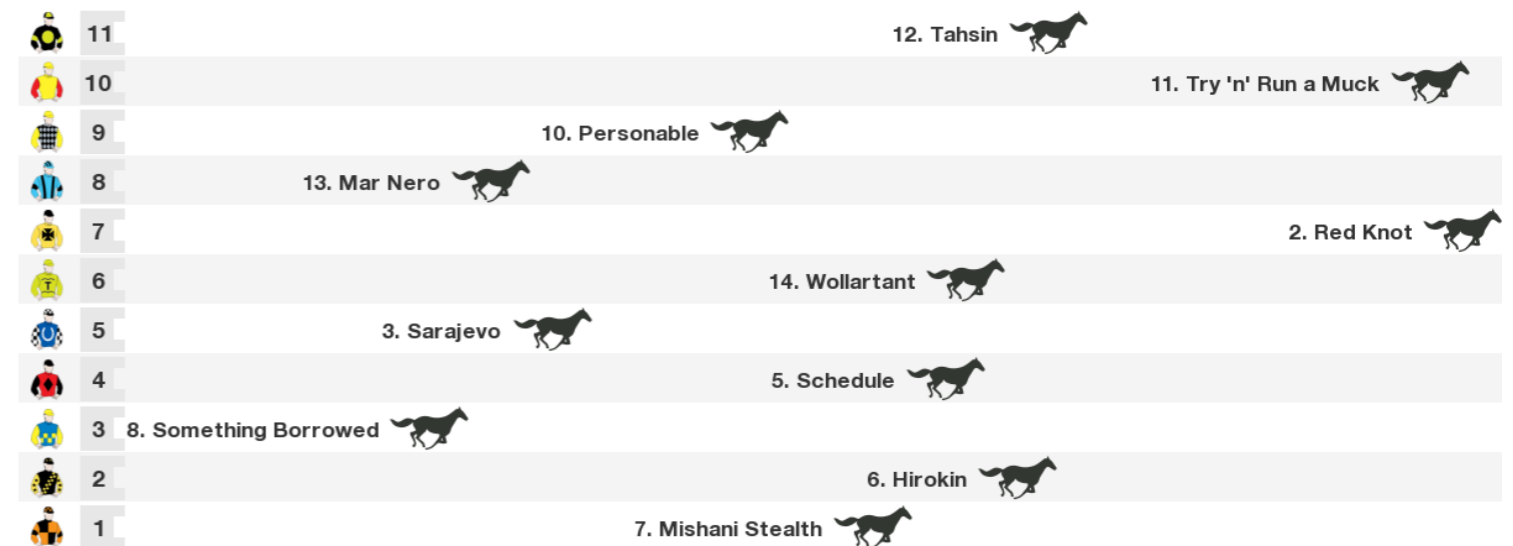 11 12. Tahsin
10 11. Try 'n' Run a Muck
9 10. Personable
8 13. Mar Nero
7 2. Red Knot
6 14. Wollartant
T
5 3. Sarajevo
4 5. Schedule
3 8. Something Borrowed
2 6. Hirokin
1 7. Mishani Stealth